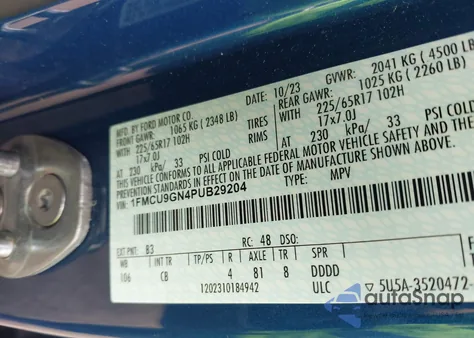 MFD. BY FORD MOTOR CO. 10/23 GVWR: 2041 KG ( 4500 LB
FRONT GAWR: 1065 KG ( 2348 LB) REAR GAWR: 1025 KG ( 2260 LB)
225/65R17 102H TIRES 225/65R17 102H
17x7.0J RIMS 17x7.0J
AT 230 kPa/ 33 PSI COLD AT 230 kPa/ 33 PSI COLD
THIS VEHICLE CONFORMS TO ALL APPLICABLE FEDERAL MOTOR VEHICLE SAFETY AND THE
IN EFFECT ON THE DATE OF MANUFACTURE SHOWN ABOVE.
VIN: 1FMCU9GN4PUB29204
TYPE: MPV
EXT PNT: B3 RC: 48 DSO:
WB INT TR TP/PS R AXLE TR SPR
106 CB 4 81 8 DDDD
1202310184942 ULC ▽ 5U5A-3520472-
autoSnap